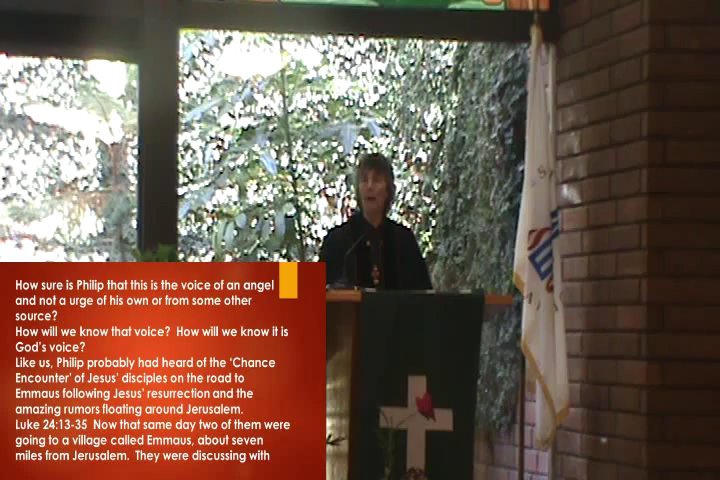 How sure is Philip that this is the voice of an angel
and not a urge of his own or from some other
source?
How will we know that voice?  How will we know it is
God's voice?
Like us, Philip probably had heard of the 'Chance
Encounter' of Jesus' disciples on the road to
Emmaus following Jesus' resurrection and the
amazing rumors floating around Jerusalem.
Luke 24:13-35  Now that same day two of them were
going to a village called Emmaus, about seven
miles from Jerusalem.  They were discussing with